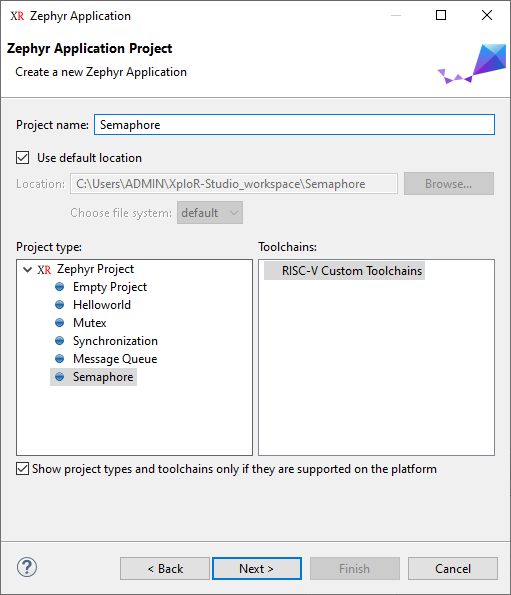 XR Zephyr Application
Zephyr Application Project
Create a new Zephyr Application
Project name: Semaphore
Use default location
Location: C:\Users\ADMIN\XploR-Studio_workspace\Semaphore Browse...
Choose file system: default
Project type: Toolchains:
XR Zephyr Project RISC-V Custom Toolchains
Empty Project
Helloworld
Mutex
Synchronization
Message Queue
Semaphore
Show project types and toolchains only if they are supported on the platform
? < Back Next > Finish Cancel